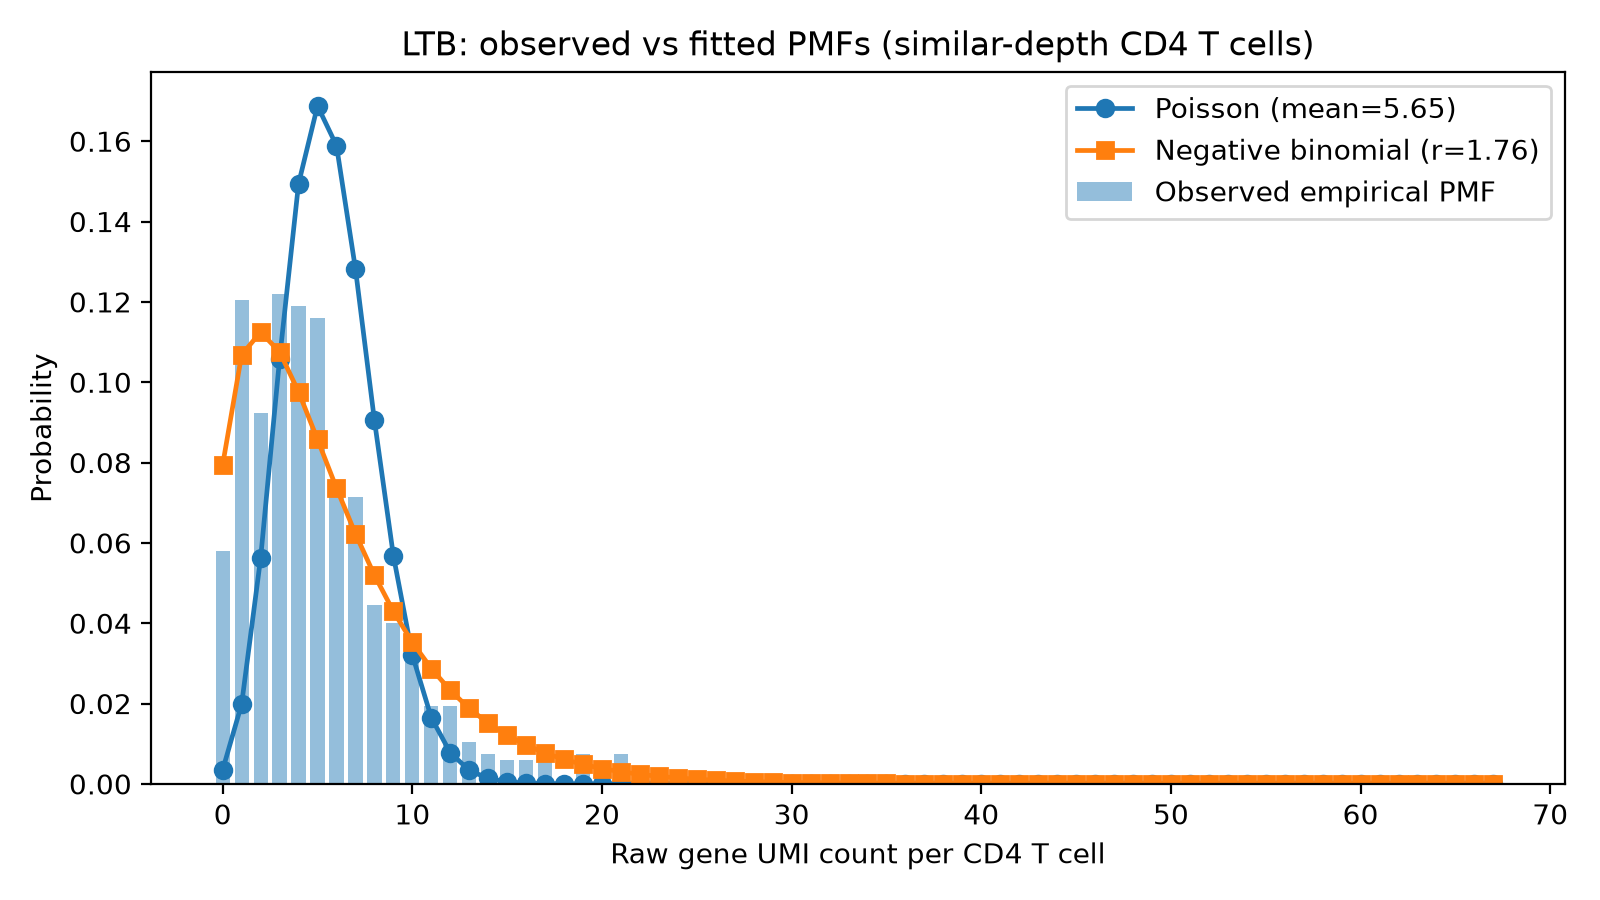 LTB: observed vs fitted PMFs (similar-depth CD4 T cells)
Poisson (mean=5.65)
Negative binomial (r=1.76)
Observed empirical PMF
Probability
0.16
0.14
0.12
0.10
0.08
0.06
0.04
0.02
0.00
0 10 20 30 40 50 60 70
Raw gene UMI count per CD4 T cell